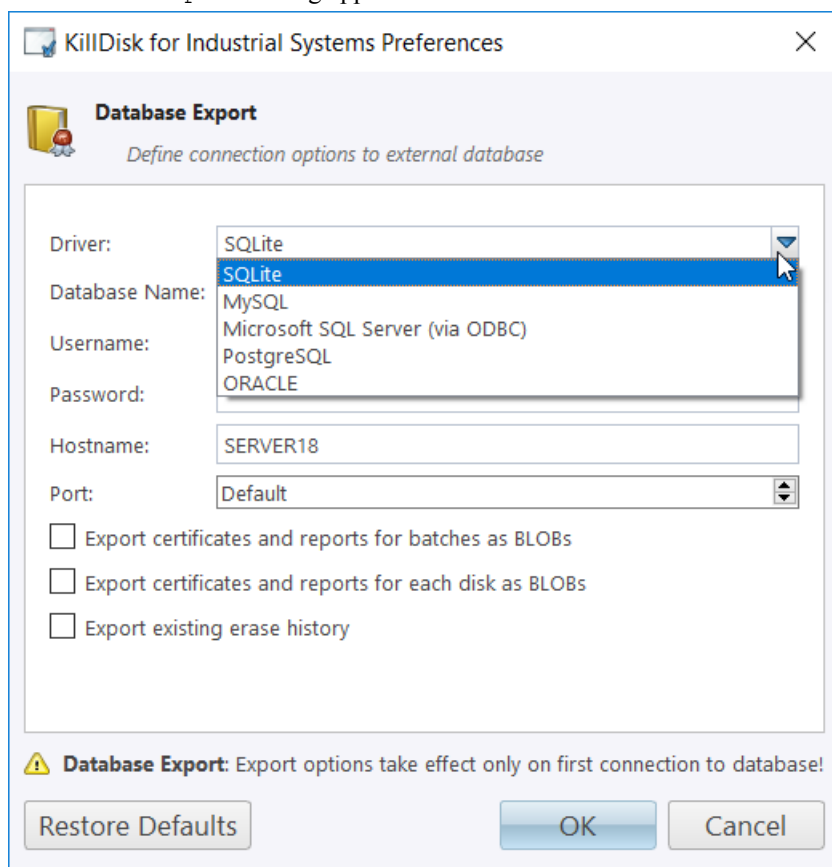 KillDisk for Industrial Systems Preferences
Database Export
Define connection options to external database
Driver: SQLite
SQLite
Database Name:
MySQL
Microsoft SQL Server (via ODBC)
Username:
PostgreSQL
ORACLE
Password:
Hostname: SERVER18
Port: Default
Export certificates and reports for batches as BLOBs
Export certificates and reports for each disk as BLOBs
Export existing erase history
Database Export: Export options take effect only on first connection to database!
Restore Defaults OK Cancel